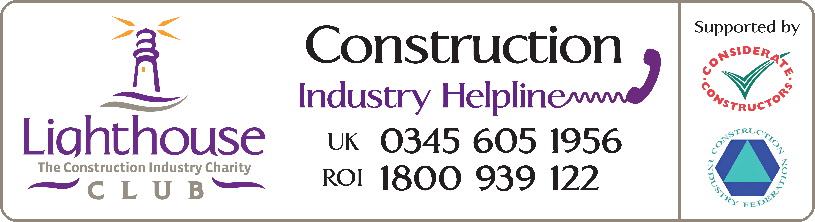 Lighthouse
The Construction Industry Charity
CLUB
Construction
Industry Helpline
UK 0345 605 1956
ROI 1800 939 122
Supported by
CONSIDERATE
CONSTRUCTORS
CONSTRUCTION
INDUSTRY FEDERATION